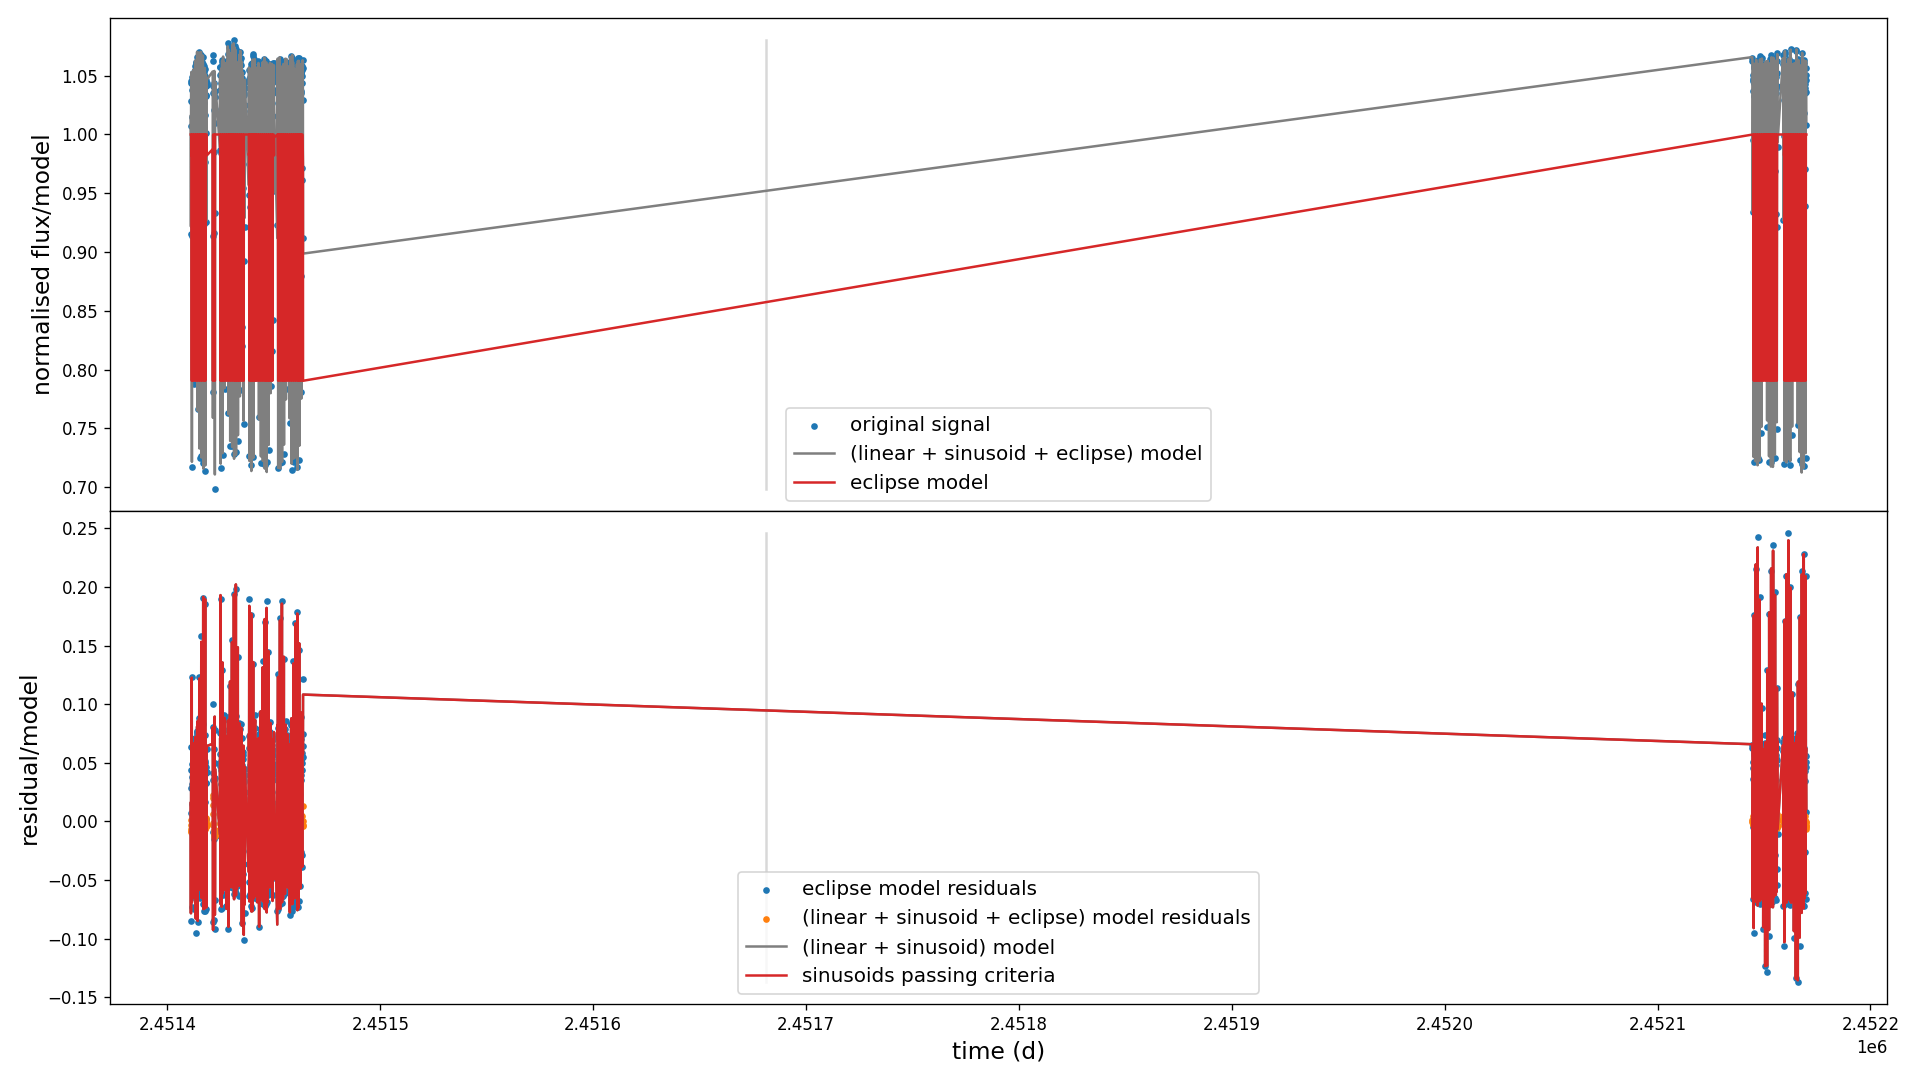 normalised flux/model
1.05
1.00
0.95
0.90
0.85
0.80
0.75
0.70
original signal
(linear + sinusoid + eclipse) model
eclipse model
residual/model
0.25
0.20
0.15
0.10
0.05
0.00
−0.05
−0.10
−0.15
eclipse model residuals
(linear + sinusoid + eclipse) model residuals
(linear + sinusoid) model
sinusoids passing criteria
2.4514 2.4515 2.4516 2.4517 2.4518 2.4519 2.4520 2.4521 2.4522
1e6
time (d)